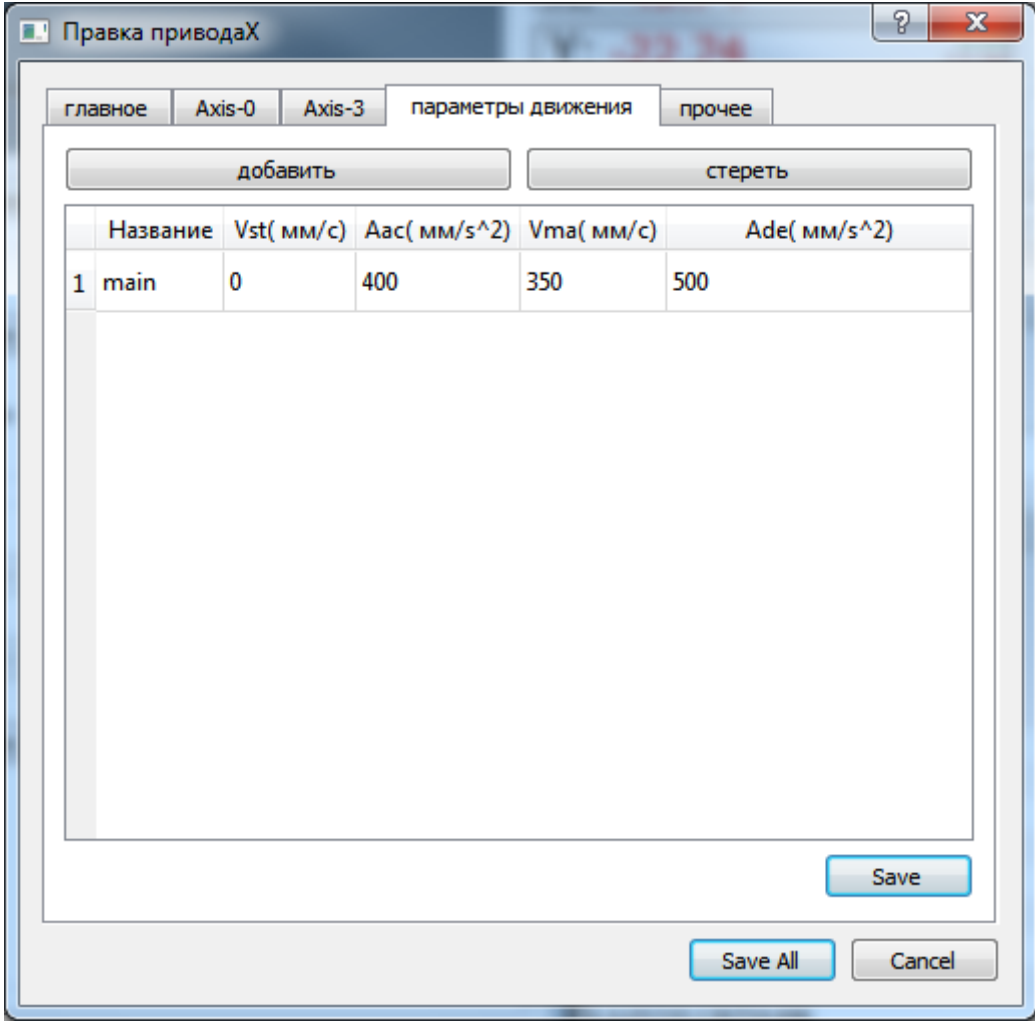 Правка приводаX
главное Axis-0 Axis-3 параметры движения прочее
добавить стереть
Название Vst( мм/с) Aac( мм/s^2) Vma( мм/с) Ade( мм/s^2)
1 main 0 400 350 500
Save
Save All Cancel